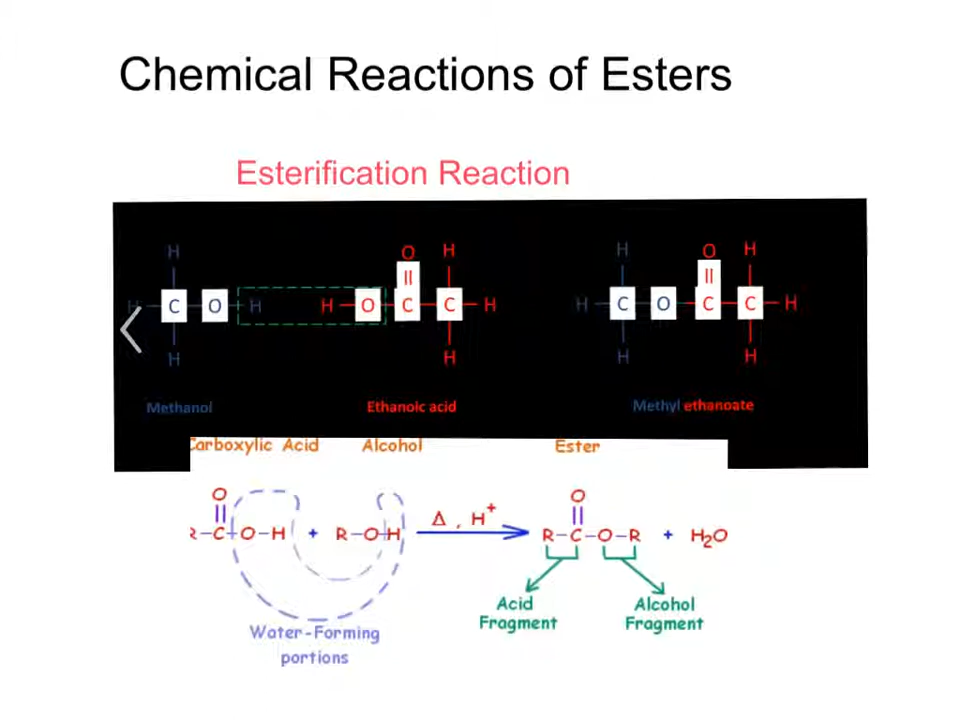 Chemical Reactions of Esters
Esterification Reaction
H H O H H O H
H C O H H O C C H H C O C C H
H H H H
Methanol Ethanoic acid Methyl ethanoate
Carboxylic Acid Alcohol Ester
O O
R-C-O-H + R-OH Δ , H⁺ R-C-O-R + H₂O
Acid Fragment
Alcohol Fragment
Water-Forming
portions